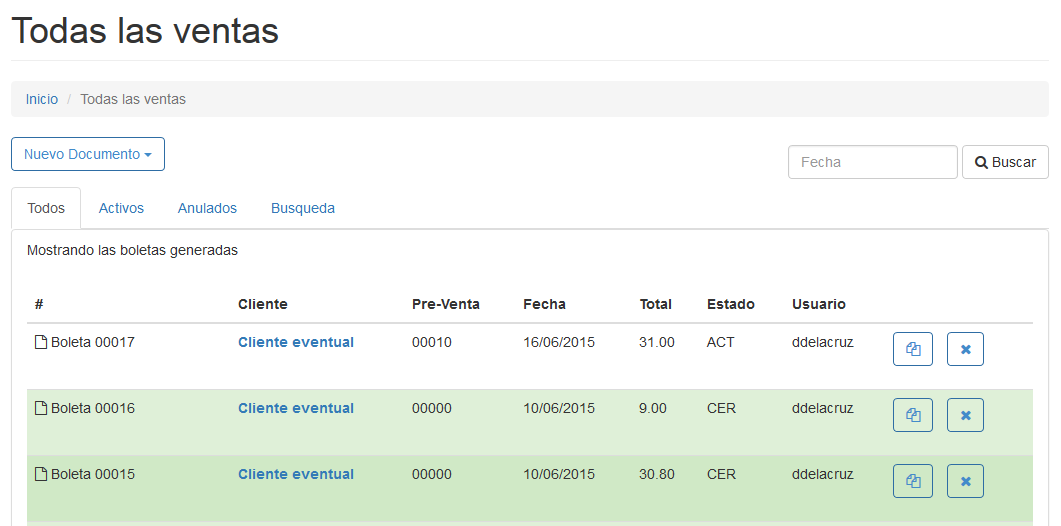 Todas las ventas
Inicio / Todas las ventas
Nuevo Documento
Fecha Buscar
Todos Activos Anulados Busqueda
Mostrando las boletas generadas
# Cliente Pre-Venta Fecha Total Estado Usuario
Boleta 00017 Cliente eventual 00010 16/06/2015 31.00 ACT ddelacruz
Boleta 00016 Cliente eventual 00000 10/06/2015 9.00 CER ddelacruz
Boleta 00015 Cliente eventual 00000 10/06/2015 30.80 CER ddelacruz